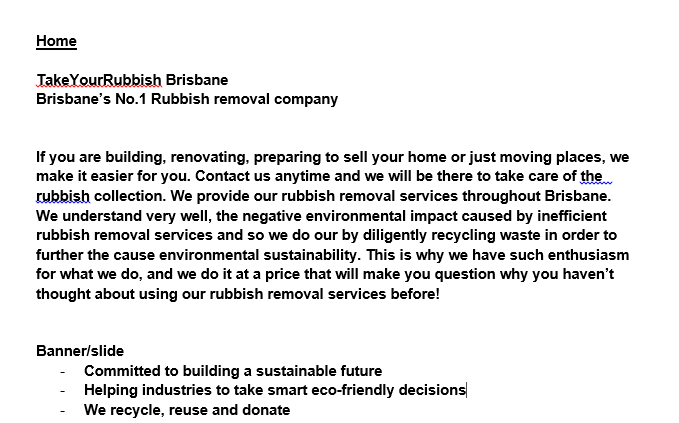 Home
TakeYourRubbish Brisbane
Brisbane's No.1 Rubbish removal company
If you are building, renovating, preparing to sell your home or just moving places, we
make it easier for you. Contact us anytime and we will be there to take care of the
rubbish collection. We provide our rubbish removal services throughout Brisbane.
We understand very well, the negative environmental impact caused by inefficient
rubbish removal services and so we do our by diligently recycling waste in order to
further the cause environmental sustainability. This is why we have such enthusiasm
for what we do, and we do it at a price that will make you question why you haven't
thought about using our rubbish removal services before!
Banner/slide
- Committed to building a sustainable future
- Helping industries to take smart eco-friendly decisions
- We recycle, reuse and donate